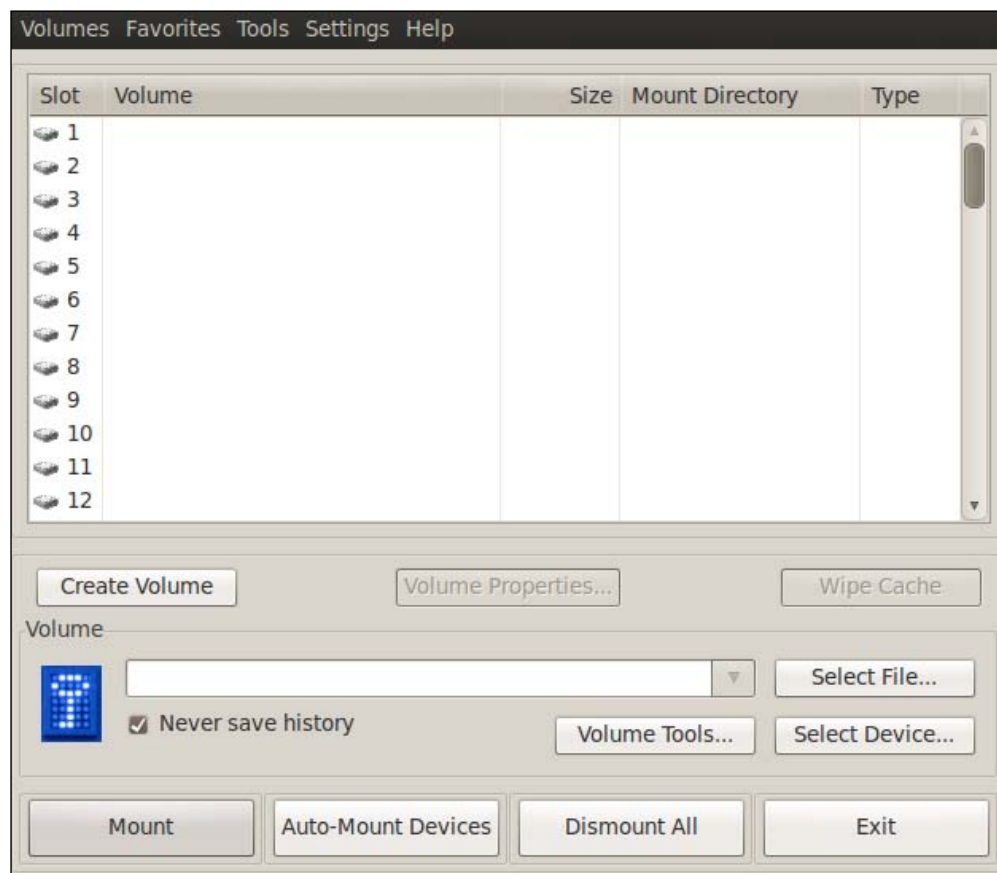 Volumes Favorites Tools Settings Help
Slot Volume Size Mount Directory Type
1
2
3
4
5
6
7
8
9
10
11
12
Create Volume Volume Properties... Wipe Cache
Volume
Select File...
Never save history Volume Tools... Select Device...
Mount Auto-Mount Devices Dismount All Exit